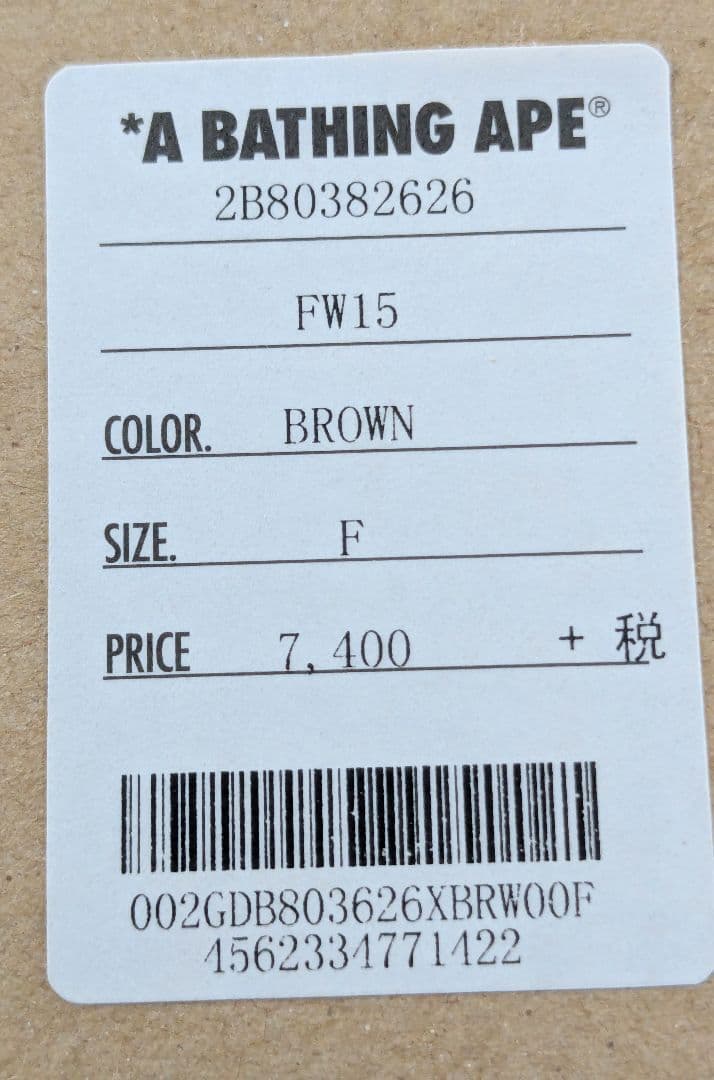 *A BATHING APE®
2B80382626
FW15
COLOR. BROWN
SIZE. F
PRICE 7,400 + 税
002GDB803626XBRW00F
4562334771422